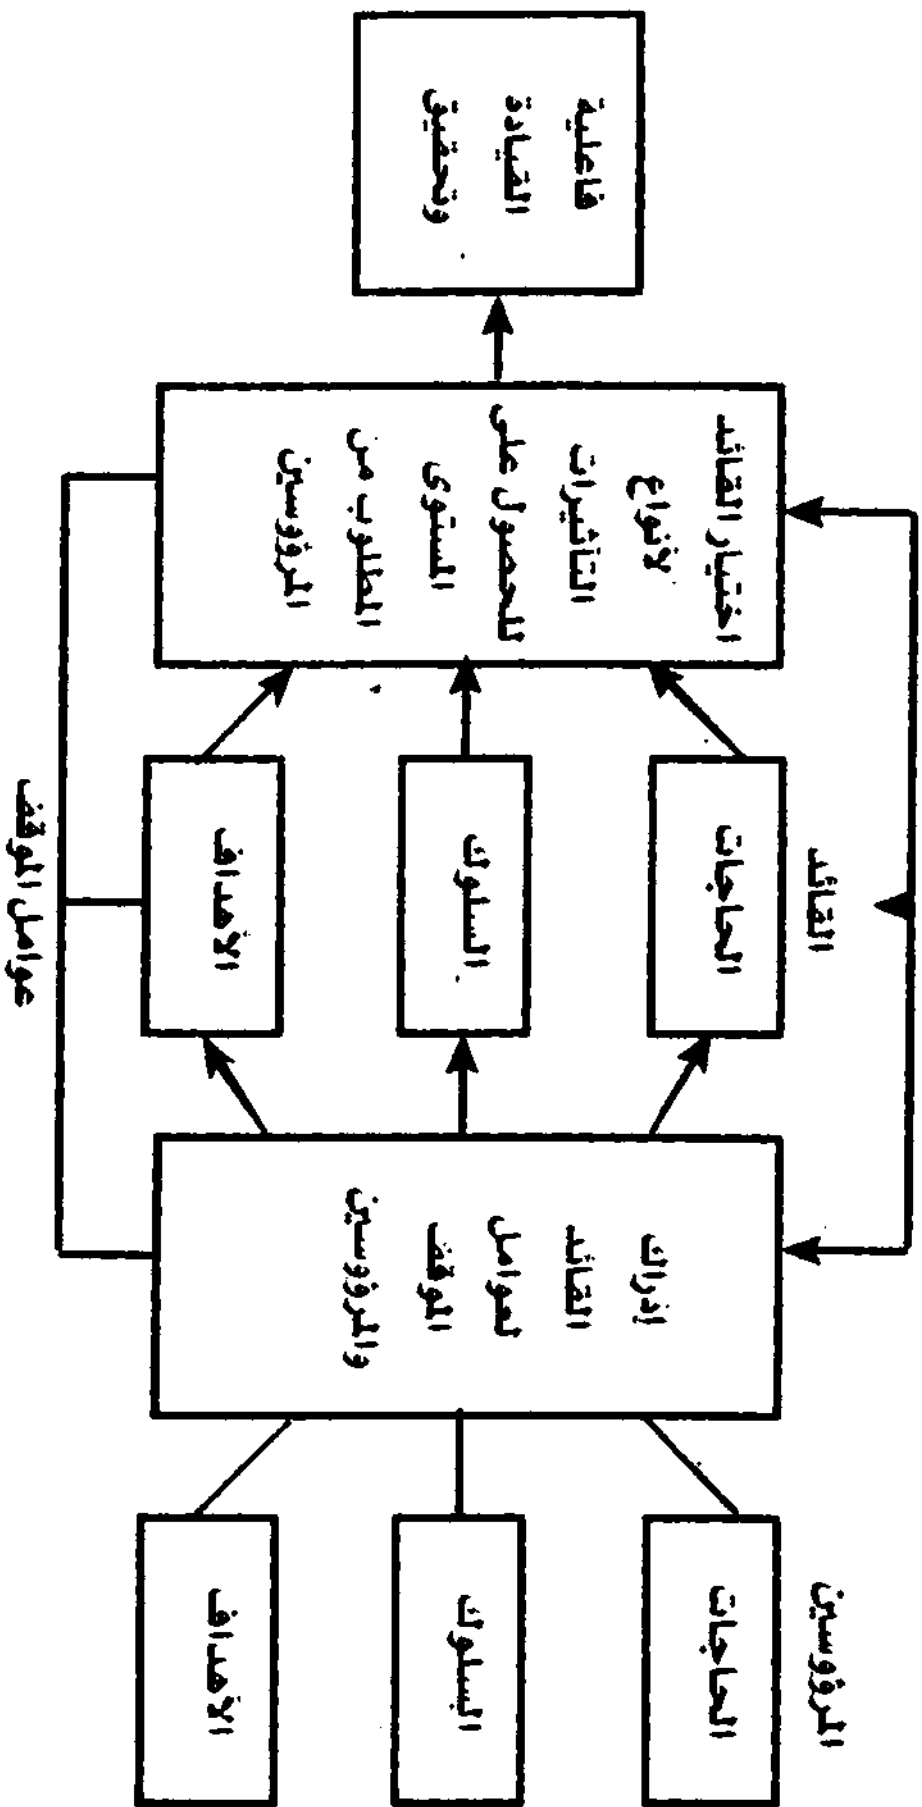 المرؤوسين
الحاجات
السلوك
الأهداف
إدراك
القائد
لعوامل
الموقف
والمرؤوسين
القائد
الحاجات
السلوك
الأهداف
اختيار القائد
لأنواع
التأثيرات
للحصول على
المستوى
المطلوب من
المرؤوسين
فاعلية
القيادة
وتحقيق
عوامل الموقف